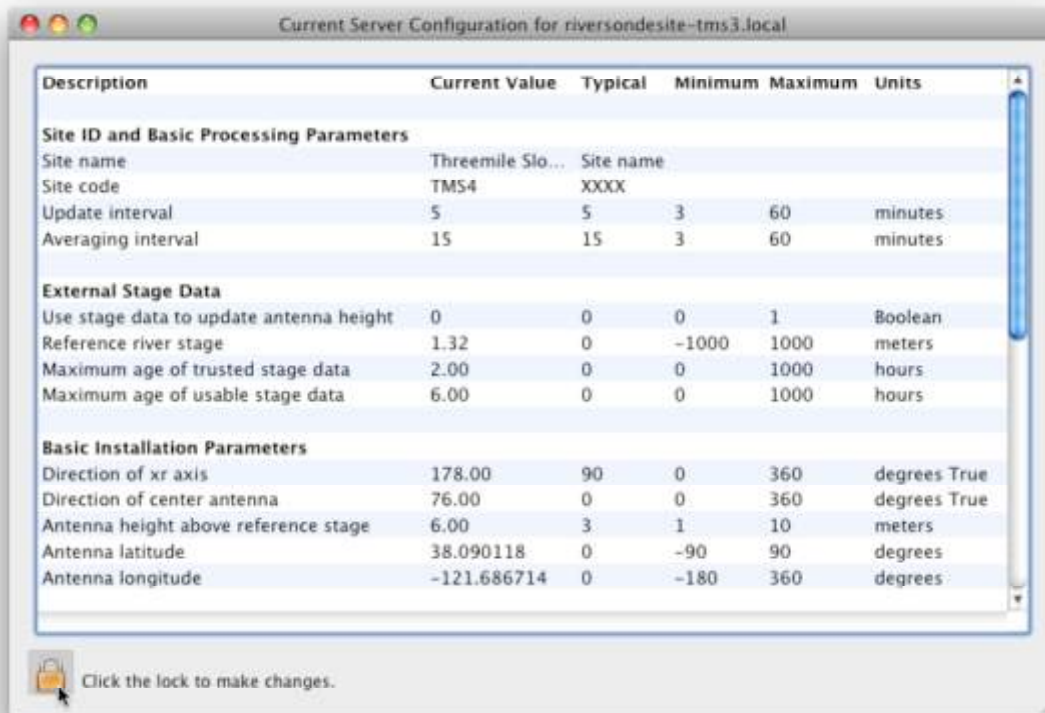 Current Server Configuration for riversondesite-tms3.local
Description Current Value Typical Minimum Maximum Units
Site ID and Basic Processing Parameters
Site name Threemile Slo... Site name
Site code TMS4 XXXX
Update interval 5 5 3 60 minutes
Averaging interval 15 15 3 60 minutes
External Stage Data
Use stage data to update antenna height 0 0 0 1 Boolean
Reference river stage 1.32 0 -1000 1000 meters
Maximum age of trusted stage data 2.00 0 0 1000 hours
Maximum age of usable stage data 6.00 0 0 1000 hours
Basic Installation Parameters
Direction of xr axis 178.00 90 0 360 degrees True
Direction of center antenna 76.00 0 0 360 degrees True
Antenna height above reference stage 6.00 3 1 10 meters
Antenna latitude 38.090118 0 -90 90 degrees
Antenna longitude -121.686714 0 -180 360 degrees
Click the lock to make changes.